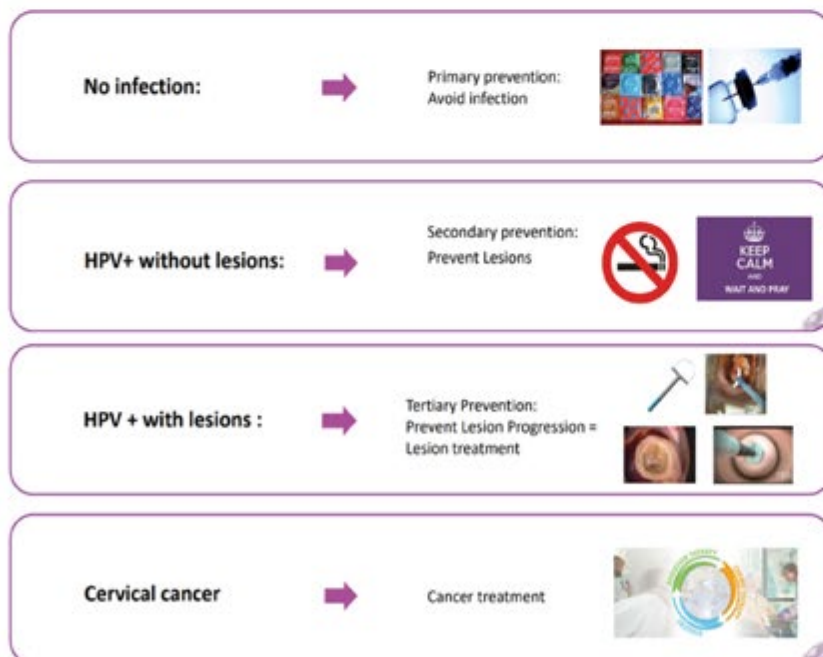 No infection:
Primary prevention:
Avoid infection
HPV+ without lesions:
Secondary prevention:
Prevent Lesions
KEEP
CALM
AND
WAIT AND PRAY
HPV + with lesions :
Tertiary Prevention:
Prevent Lesion Progression =
Lesion treatment
Cervical cancer
Cancer treatment